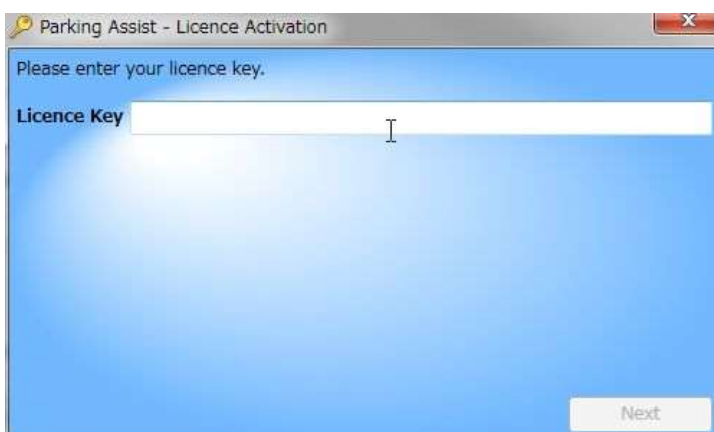 Parking Assist - Licence Activation
Please enter your licence key.
Licence Key
Next